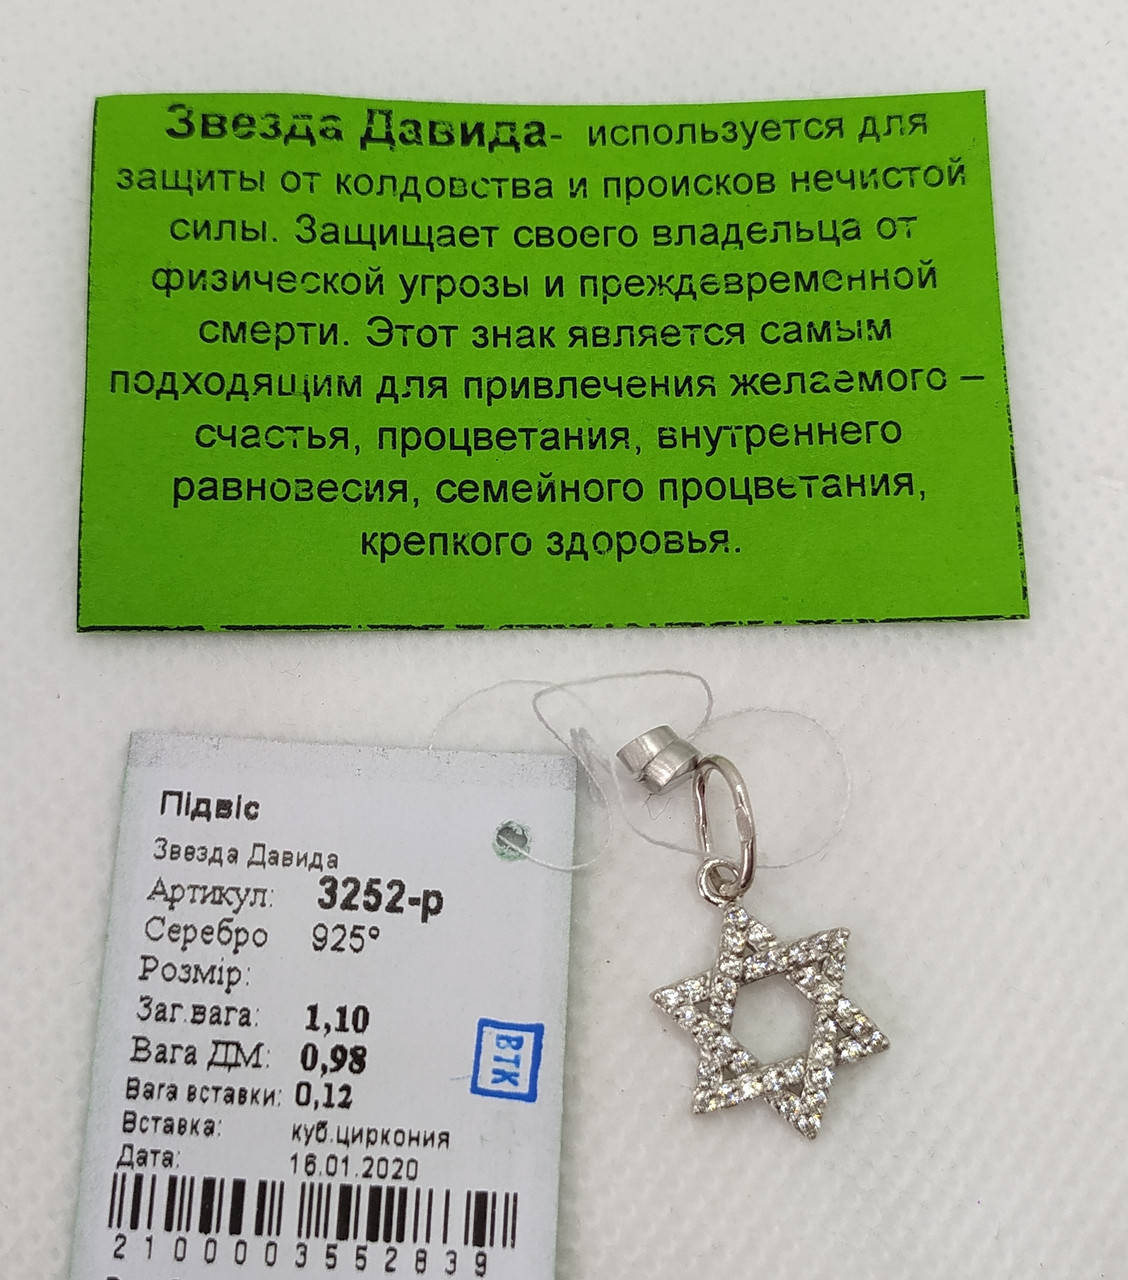 Звезда Давида- используется для
защиты от колдовства и происков нечистой
силы. Защищает своего владельца от
физической угрозы и преждевременной
смерти. Этот знак является самым
подходящим для привлечения желаемого –
счастья, процветания, внутреннего
равновесия, семейного процветания,
крепкого здоровья.
Підвіс
Звезда Давида
Артикул: 3252-р
Серебро 925°
Розмір:
Заг.вага: 1,10
Вага ДМ: 0,98
Вага вставки: 0,12
Вставка: куб.циркония
Дата: 16.01.2020
ВТК
2100003552839